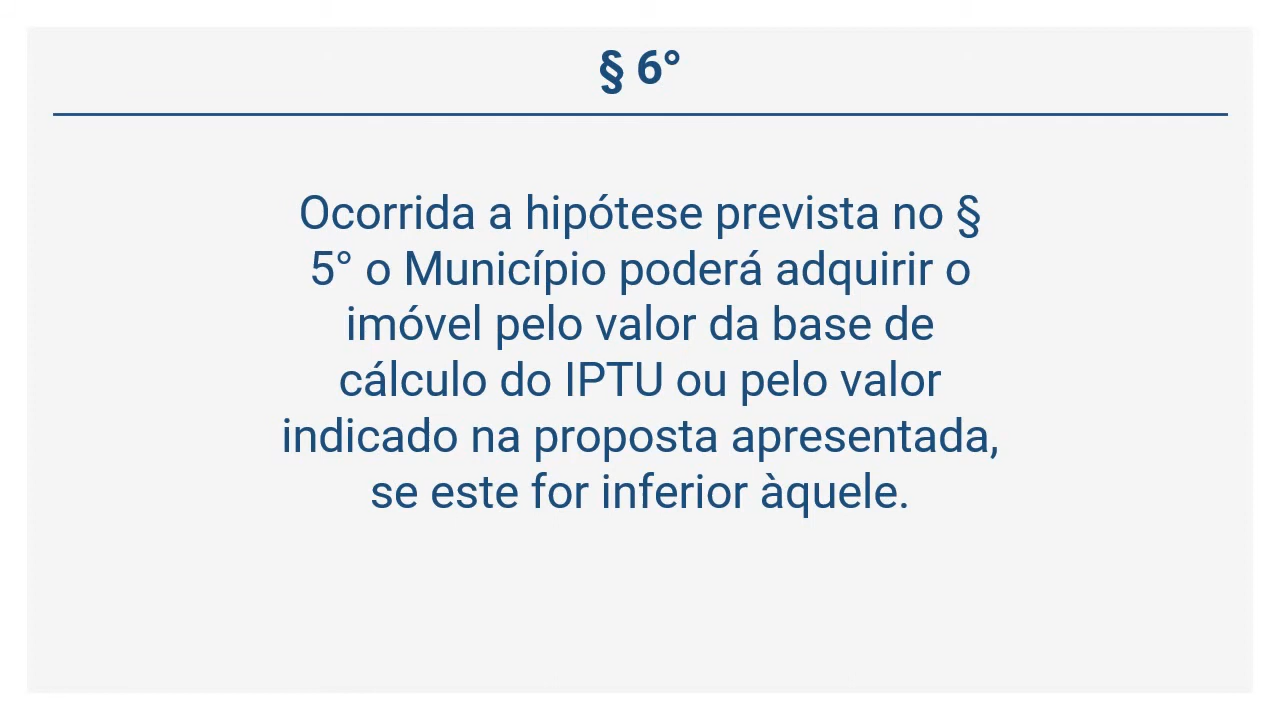 § 6°
Ocorrida a hipótese prevista no §
5° o Município poderá adquirir o
imóvel pelo valor da base de
cálculo do IPTU ou pelo valor
indicado na proposta apresentada,
se este for inferior àquele.